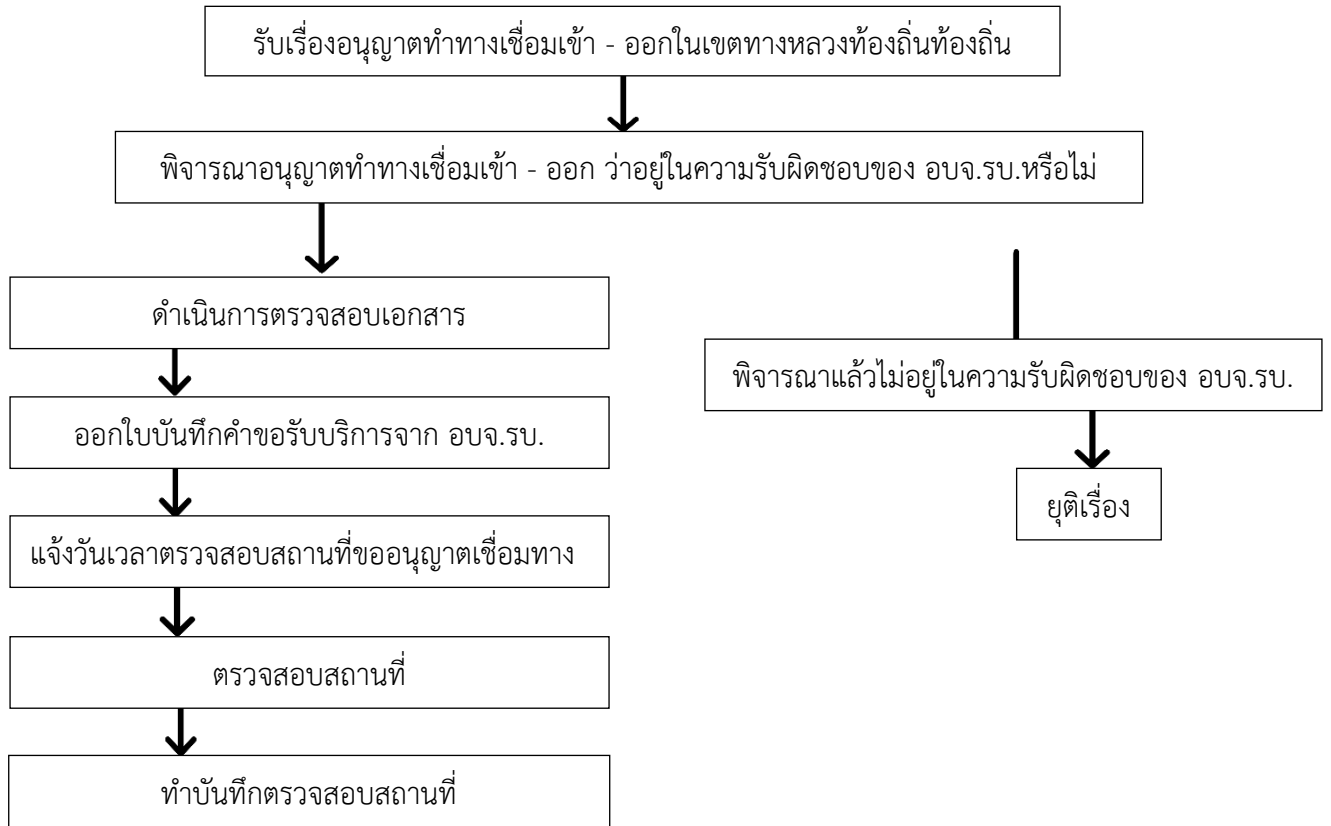 รับเรื่องอนุญาตทำทางเชื่อมเข้า - ออกในเขตทางหลวงท้องถิ่นท้องถิ่น
พิจารณาอนุญาตทำทางเชื่อมเข้า - ออก ว่าอยู่ในความรับผิดชอบของ อบจ.รบ.หรือไม่
ดำเนินการตรวจสอบเอกสาร
ออกใบบันทึกคำขอรับบริการจาก อบจ.รบ.
แจ้งวันเวลาตรวจสอบสถานที่ขออนุญาตเชื่อมทาง
ตรวจสอบสถานที่
ทำบันทึกตรวจสอบสถานที่
พิจารณาแล้วไม่อยู่ในความรับผิดชอบของ อบจ.รบ.
ยุติเรื่อง